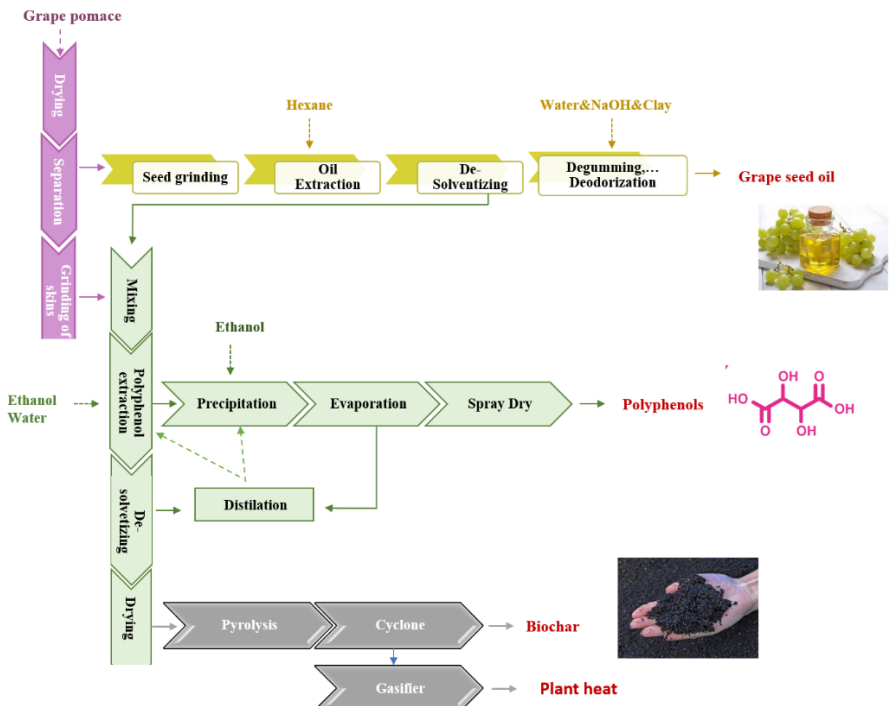 Grape pomace
Drying
Separation
Grinding of
skins
Hexane
Water&NaOH&Clay
Seed grinding
Oil
Extraction
De-
Solventizing
Degumming,…
Deodorization
Grape seed oil
Mixing
Polyphenol
extraction
De-
solvetizing
Drying
Ethanol
Ethanol
Water
Precipitation
Evaporation
Spray Dry
Polyphenols
OH
O
HO
OH
O
OH
Distilation
Pyrolysis
Cyclone
Biochar
Gasifier
Plant heat